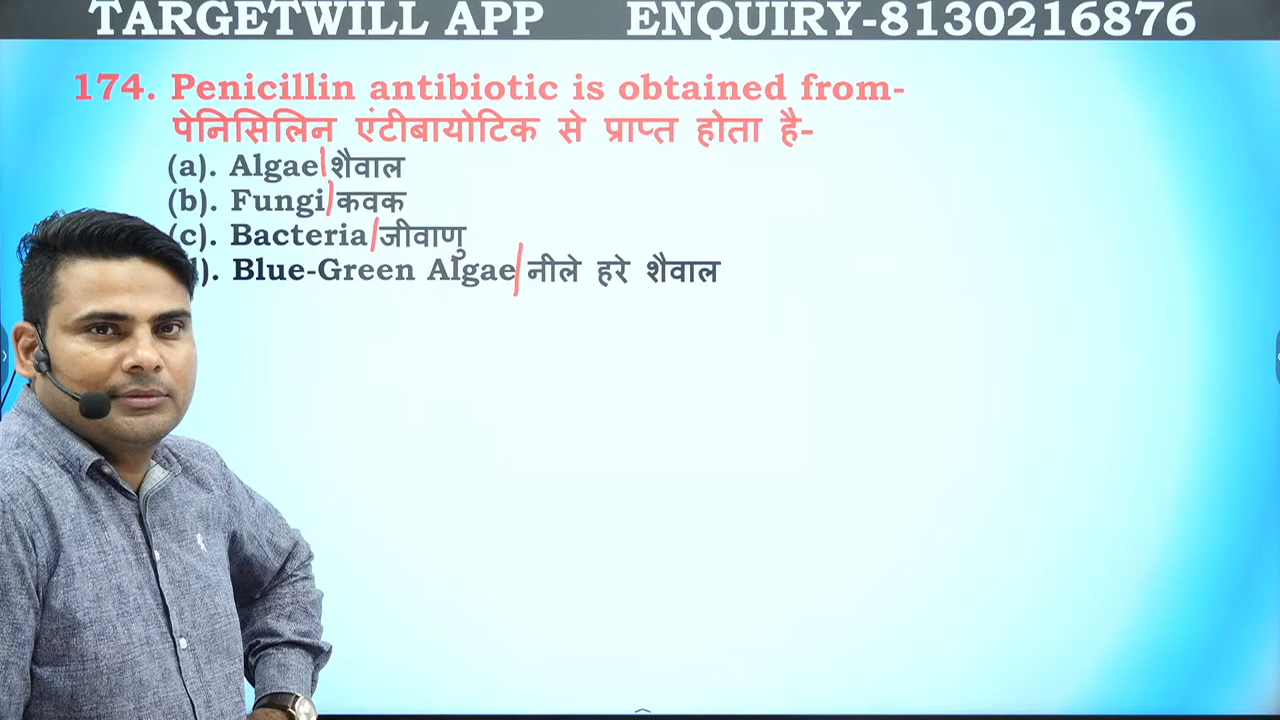 TARGETWILL APP ENQUIRY-8130216876
174. Penicillin antibiotic is obtained from-
पेनिसिलिन एंटीबायोटिक से प्राप्त होता है-
(a). Algae/शैवाल
(b). Fungi/कवक
(c). Bacteria/जीवाणु
). Blue-Green Algae/नीले हरे शैवाल